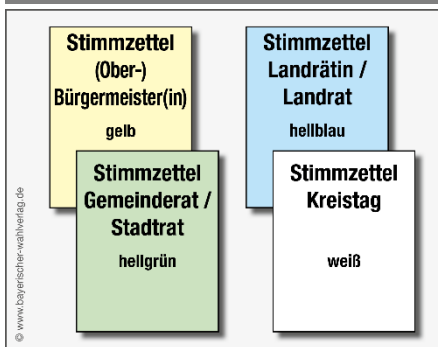 Stimmzettel
(Ober-)
Bürgermeister(in)
gelb
Stimmzettel
Landrätin /
Landrat
hellblau
Stimmzettel
Gemeinderat /
Stadtrat
hellgrün
Stimmzettel
Kreistag
weiß
© www.bayerischer-wahlverlag.de